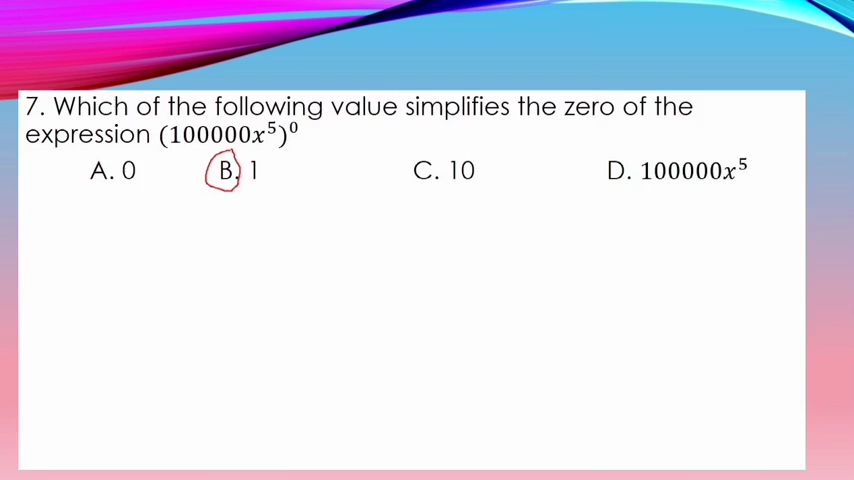 7. Which of the following value simplifies the zero of the
expression (100000x⁵)⁰
A. 0 B. 1 C. 10 D. 100000x⁵